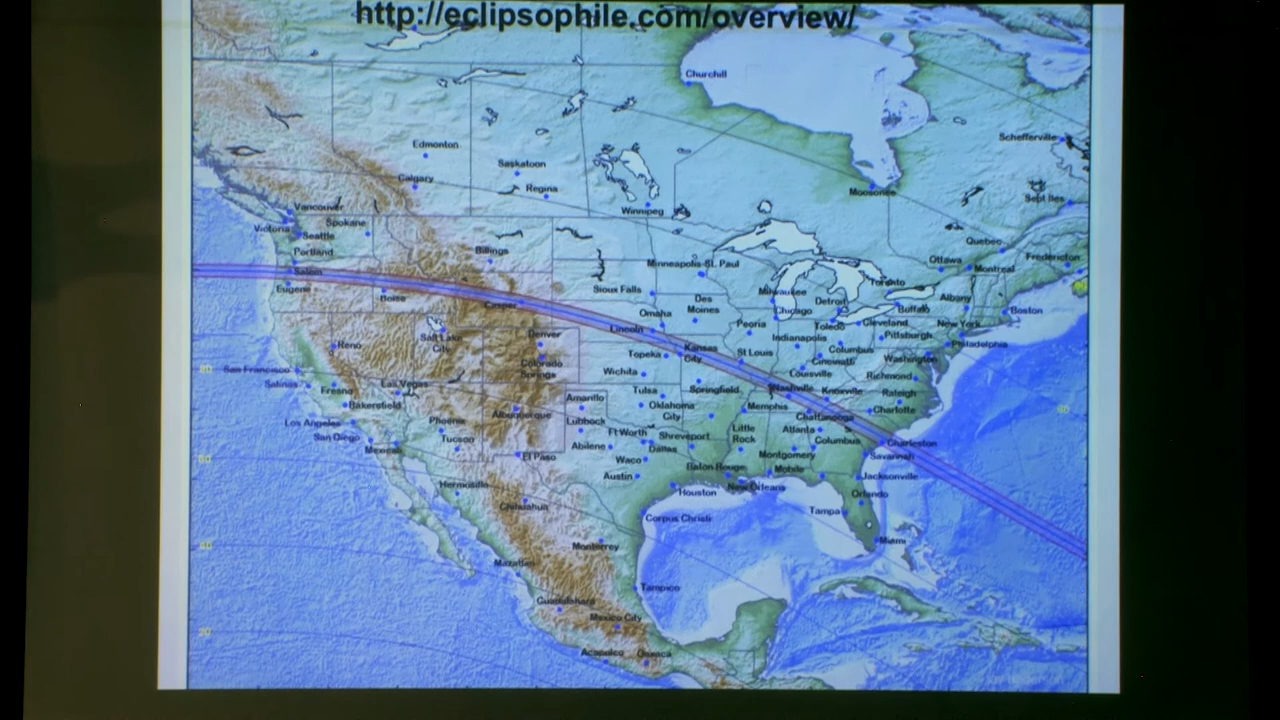 http://eclipsophile.com/overview/
Churchill
Schefferville
Edmonton
Saskatoon
Calgary
Regina
Moosonee
Sept Iles
Winnipeg
Vancouver
Spokane
Victoria
Seattle
Quebec
Portland
Billings
Minneapolis-St. Paul
Ottawa
Montreal
Fredericton
Salem
Eugene
Boise
Casper
Sioux Falls
Des
Moines
Milwaukee
Toronto
Detroit
Chicago
Buffalo
Albany
Boston
Omaha
Lincoln
Peoria
Toledo
Cleveland
New York
Reno
Salt Lake
City
Denver
Indianapolis
Pittsburgh
Philadelphia
Topeka
Kansas
City
St Louis
Columbus
Cincinnati
Washington
San Francisco
Colorado
Springs
Wichita
Louisville
Richmond
Salinas
Fresno
Las Vegas
Tulsa
Springfield
Nashville
Knoxville
Raleigh
Bakersfield
Amarillo
Oklahoma
City
Memphis
Chattanooga
Charlotte
Los Angeles
Phoenix
Albuquerque
Lubbock
Little
Rock
Atlanta
San Diego
Tucson
Ft Worth
Shreveport
Columbus
Charleston
Mexicali
El Paso
Abilene
Dallas
Montgomery
Savannah
Waco
Baton Rouge
Mobile
Hermosillo
Austin
Houston
New Orleans
Jacksonville
Orlando
Chihuahua
Corpus Christi
Tampa
Miami
Monterrey
Mazatlan
Tampico
Guadalahara
Mexico City
Acapulco
Oaxaca